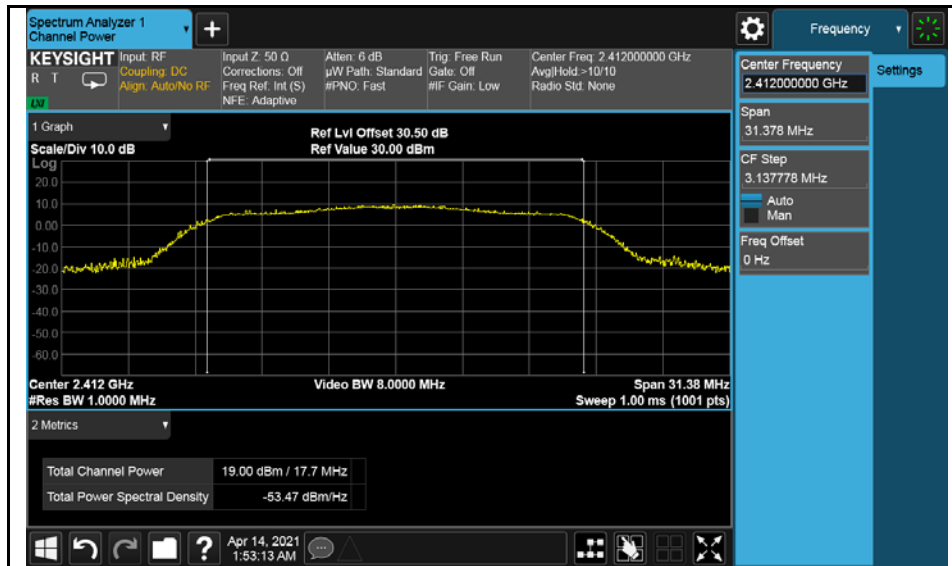 Spectrum Analyzer 1
Channel Power
+
Frequency
KEYSIGHT
R T
LXI
Input: RF
Coupling: DC
Align: Auto/No RF
Input Z: 50 Ω
Corrections: Off
Freq Ref: Int (S)
NFE: Adaptive
Atten: 6 dB
µW Path: Standard
#PNO: Fast
Trig: Free Run
Gate: Off
#IF Gain: Low
Center Freq: 2.412000000 GHz
Avg|Hold:>10/10
Radio Std: None
Center Frequency
2.412000000 GHz
Settings
Span
31.378 MHz
CF Step
3.137778 MHz
Auto
Man
Freq Offset
0 Hz
1 Graph
Scale/Div 10.0 dB
Ref Lvl Offset 30.50 dB
Ref Value 30.00 dBm
Log
20.0
10.0
0.00
-10.0
-20.0
-30.0
-40.0
-50.0
-60.0
Center 2.412 GHz
Video BW 8.0000 MHz
Span 31.38 MHz
#Res BW 1.0000 MHz
Sweep 1.00 ms (1001 pts)
2 Metrics
Total Channel Power 19.00 dBm / 17.7 MHz
Total Power Spectral Density -53.47 dBm/Hz
?
Apr 14, 2021
1:53:13 AM